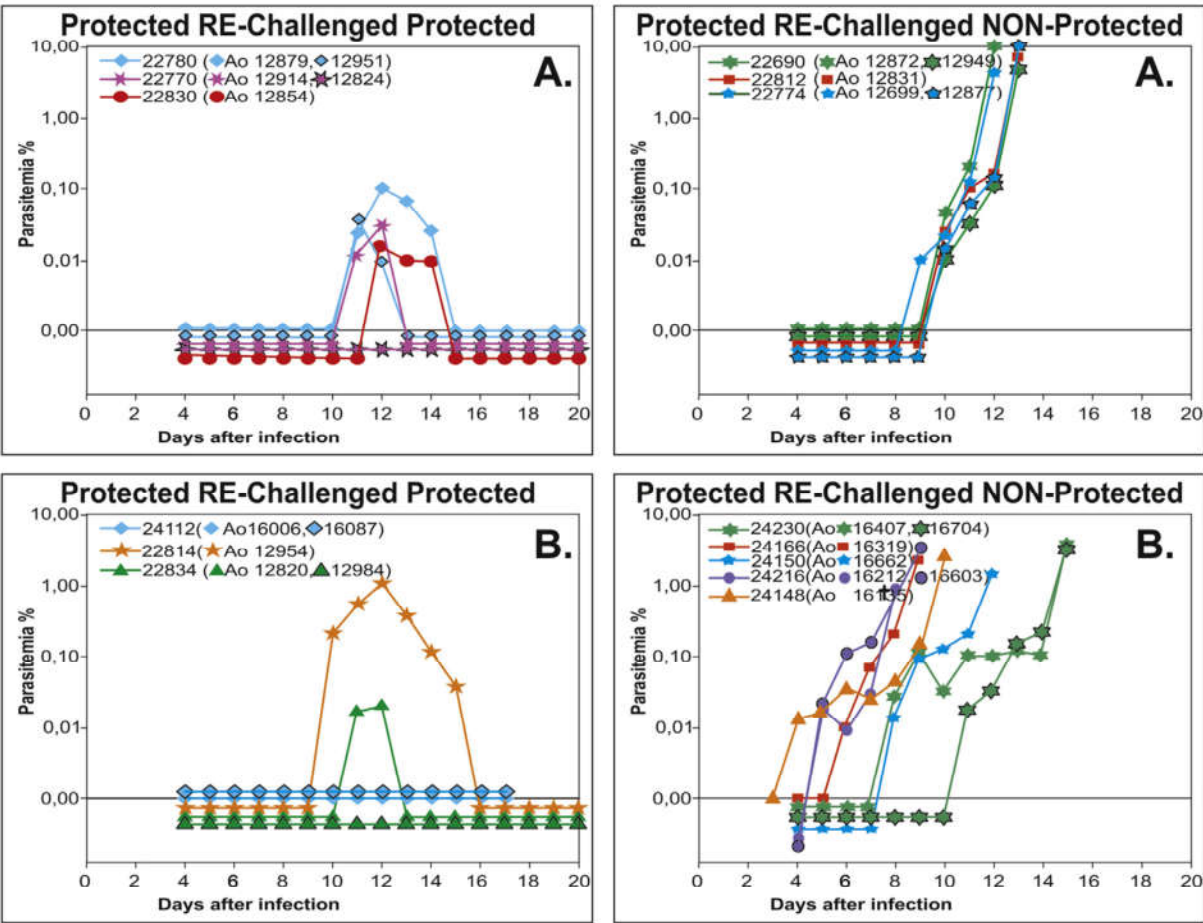 Protected RE-Challenged Protected
A.
22780 (Ao 12879, 12951)
22770 (Ao 12914, 12824)
22830 (Ao 12854)
Parasitemia %
10,00
1,00
0,10
0,01
0,00
0 2 4 6 8 10 12 14 16 18 20
Days after infection
Protected RE-Challenged NON-Protected
A.
22690 (Ao 12872, 12949)
22812 (Ao 12831)
22774 (Ao 12699, 12877)
Parasitemia %
10,00
1,00
0,10
0,01
0,00
0 2 4 6 8 10 12 14 16 18 20
Days after infection
Protected RE-Challenged Protected
B.
24112(Ao16006, 16087)
22814(Ao 12954)
22834 (Ao 12820, 12984)
Parasitemia %
10,00
1,00
0,10
0,01
0,00
0 2 4 6 8 10 12 14 16 18 20
Days after infection
Protected RE-Challenged NON-Protected
B.
24230(Ao 16407, 16704)
24166(Ao 16319)
24150(Ao 16662)
24216(Ao 16212, 16603)
24148(Ao 16135)
Parasitemia %
10,00
1,00
0,10
0,01
0,00
0 2 4 6 8 10 12 14 16 18 20
Days after infection